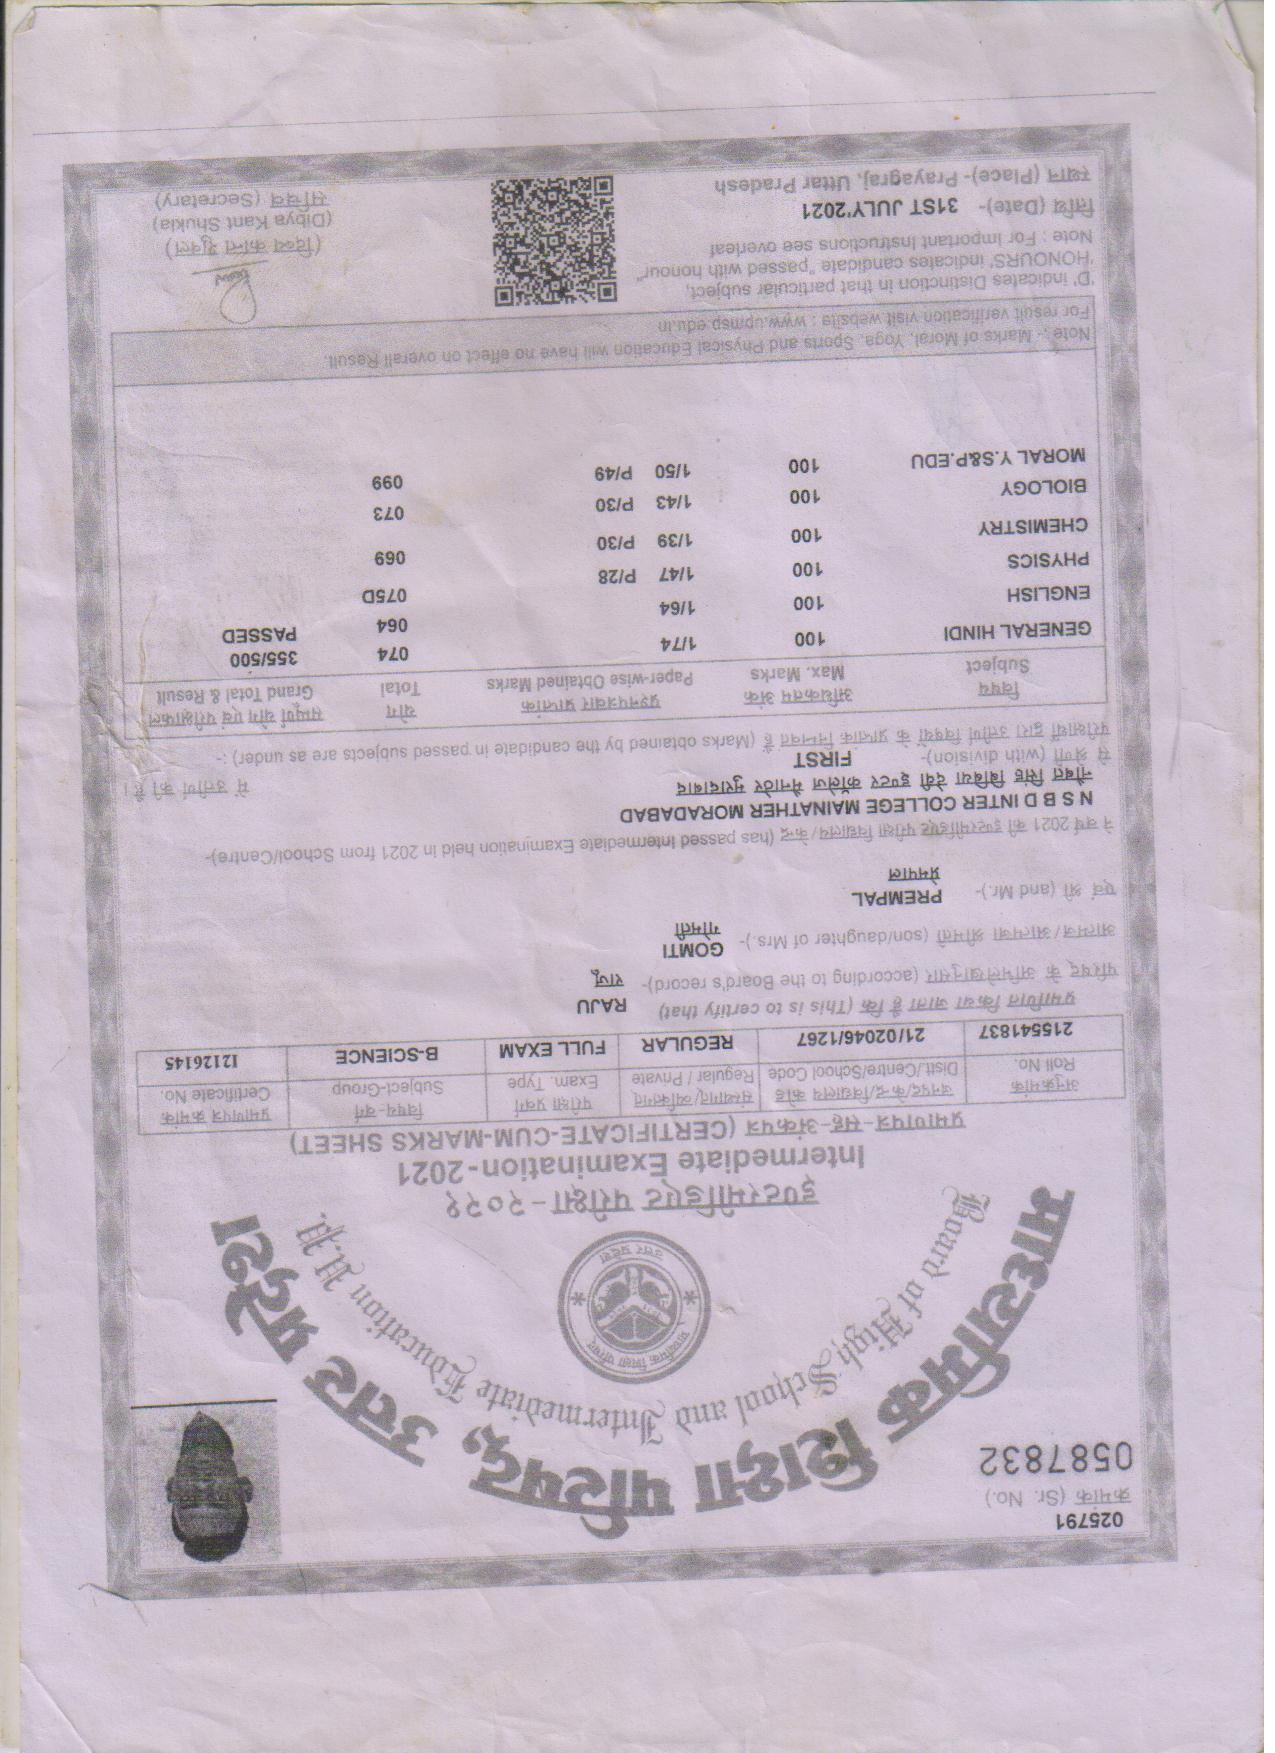 025791
क्रमांक (Sr. No.)
0587832
माध्यमिक शिक्षा परिषद्, उत्तर प्रदेश
Board of High School and Intermediate Education U.P.
माध्यमिक शिक्षा परिषद
उत्तर प्रदेश
इण्टरमीडिएट परीक्षा-२०२१
Intermediate Examination-2021
प्रमाणपत्र-सह-अंकपत्र (CERTIFICATE-CUM-MARKS SHEET)
अनुक्रमांक जनपद/केन्द्र/विद्यालय कोड संस्थागत/व्यक्तिगत परीक्षा प्रवर्ग विषय-वर्ग प्रमाणपत्र क्रमांक
Roll No. Distt/Centre/School Code Regular / Private Exam. Type Subject-Group Certificate No.
215541837 21/02046/1267 REGULAR FULL EXAM B-SCIENCE 12126145
प्रमाणित किया जाता है कि (This is to certify that) RAJU
परिषद् के अभिलेखानुसार (according to the Board's record)- राजू
आत्मज/आत्मजा श्रीमती (son/daughter of Mrs.)- GOMTI
गोमती
एवं श्री (and Mr.)- PREMPAL
प्रेमपाल
ने वर्ष 2021 की इण्टरमीडिएट परीक्षा विद्यालय/केन्द्र (has passed Intermediate Examination held in 2021 from School/Centre)-
N S B D INTER COLLEGE MAINATHER MORADABAD
नौबत सिंह बिबिया देवी इण्टर कॉलेज मैनाठेर मुरादाबाद
से श्रेणी (with division)- FIRST में उत्तीर्ण की है।
परीक्षार्थी द्वारा उत्तीर्ण विषयों के प्राप्तांक निम्नवत हैं (Marks obtained by the candidate in passed subjects are as under) :-
विषय अधिकतम अंक प्रश्नपत्रवार प्राप्तांक योग सम्पूर्ण योग एवं परीक्षाफल
Subject Max. Marks Paper-wise Obtained Marks Total Grand Total & Result
GENERAL HINDI 100 1/74 074 355/500
ENGLISH 100 1/64 064 PASSED
PHYSICS 100 1/47 P/28 075D
CHEMISTRY 100 1/39 P/30 069
BIOLOGY 100 1/43 P/30 073
MORAL Y.S&P.EDU 100 1/50 P/49 099
Note :- Marks of Moral, Yoga, Sports and Physical Education will have no effect on overall Result.
For result verification visit website : www.upmsp.edu.in
'D' indicates Distinction in that particular subject,
'HONOURS' indicates candidate "passed with honour"
Note : For Important Instructions see overleaf
तिथि (Date)- 31ST JULY'2021
स्थान (Place)- Prayagraj, Uttar Pradesh
(दिव्य कान्त शुक्ल)
(Dibya Kant Shukla)
सचिव (Secretary)